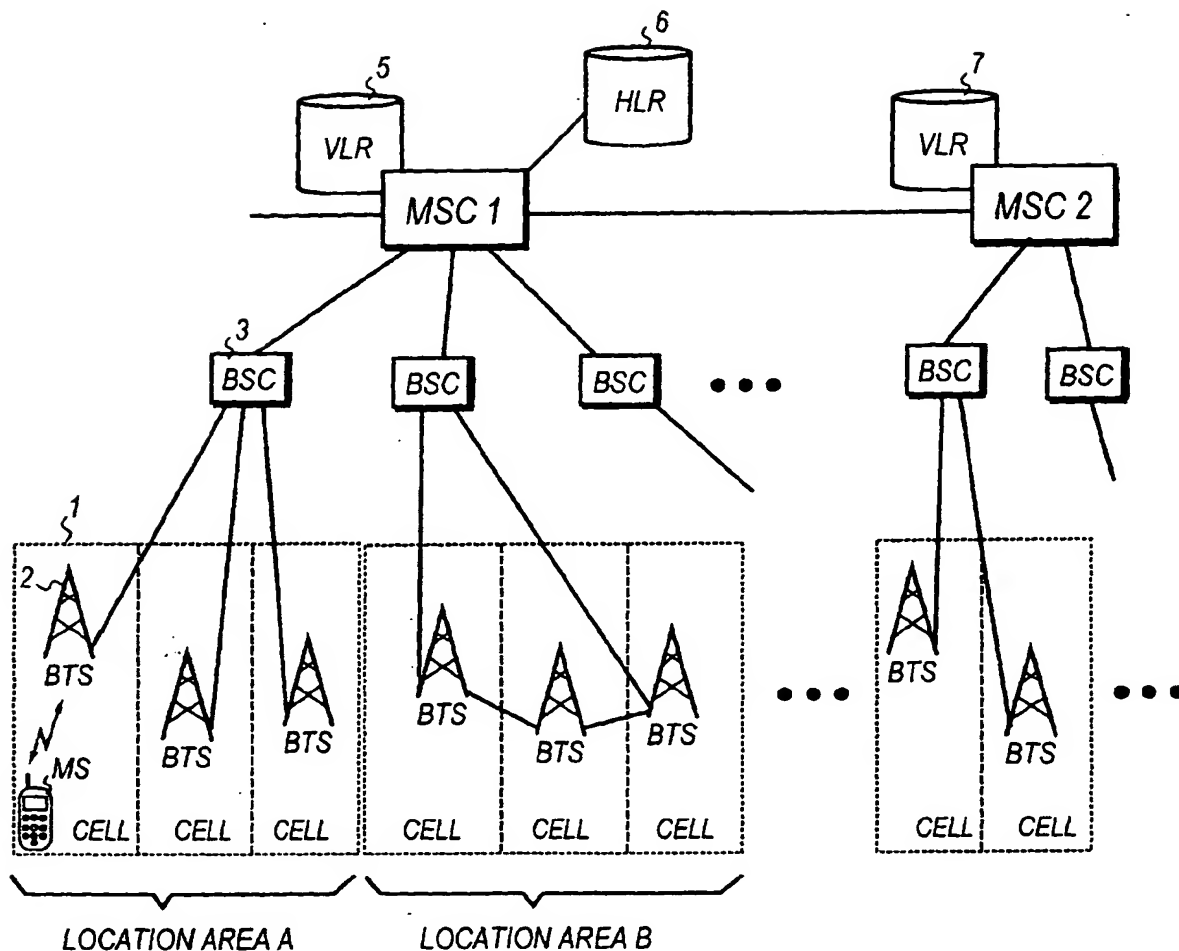 6
5
7
HLR
VLR
VLR
MSC 1
MSC 2
3
BSC
BSC
BSC
BSC
BSC
1
2
BTS
BTS
BTS
BTS
BTS
BTS
BTS
BTS
MS
CELL
CELL
CELL
CELL
CELL
CELL
CELL
CELL
LOCATION AREA A
LOCATION AREA B